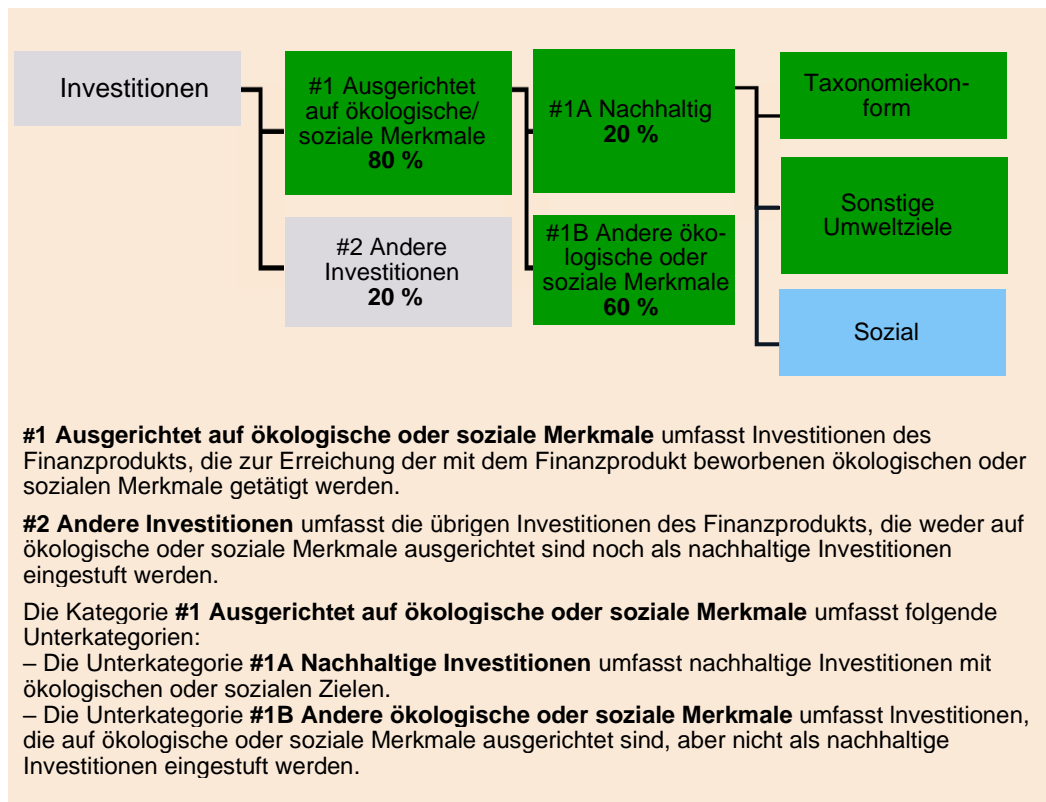 Investitionen
#1 Ausgerichtet
auf ökologische/
soziale Merkmale
80 %
#2 Andere
Investitionen
20 %
#1A Nachhaltig
20 %
#1B Andere öko-
logische oder
soziale Merkmale
60 %
Taxonomiekon-
form
Sonstige
Umweltziele
Sozial
#1 Ausgerichtet auf ökologische oder soziale Merkmale umfasst Investitionen des
Finanzprodukts, die zur Erreichung der mit dem Finanzprodukt beworbenen ökologischen oder
sozialen Merkmale getätigt werden.
#2 Andere Investitionen umfasst die übrigen Investitionen des Finanzprodukts, die weder auf
ökologische oder soziale Merkmale ausgerichtet sind noch als nachhaltige Investitionen
eingestuft werden.
Die Kategorie #1 Ausgerichtet auf ökologische oder soziale Merkmale umfasst folgende
Unterkategorien:
– Die Unterkategorie #1A Nachhaltige Investitionen umfasst nachhaltige Investitionen mit
ökologischen oder sozialen Zielen.
– Die Unterkategorie #1B Andere ökologische oder soziale Merkmale umfasst Investitionen,
die auf ökologische oder soziale Merkmale ausgerichtet sind, aber nicht als nachhaltige
Investitionen eingestuft werden.